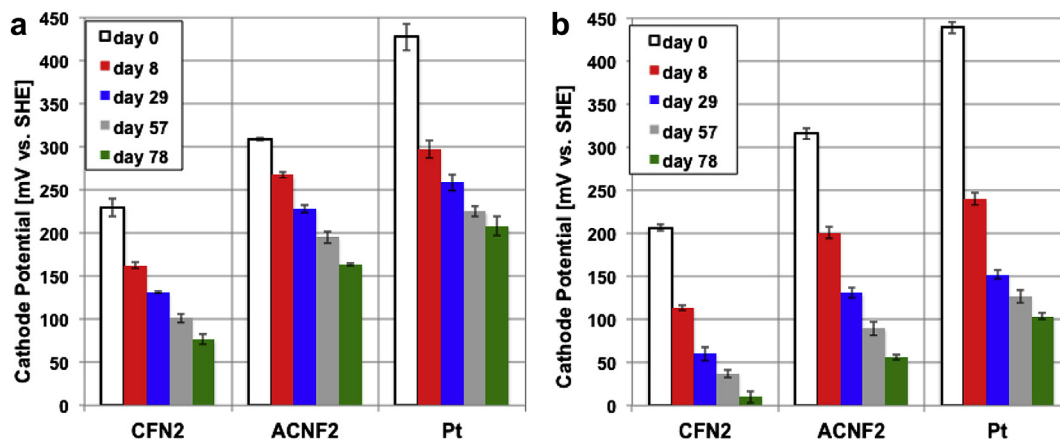 a
Cathode Potential [mV vs. SHE]
450
400
350
300
250
200
150
100
50
0
day 0
day 8
day 29
day 57
day 78
CFN2
ACNF2
Pt
b
Cathode Potential [mV vs. SHE]
450
400
350
300
250
200
150
100
50
0
day 0
day 8
day 29
day 57
day 78
CFN2
ACNF2
Pt